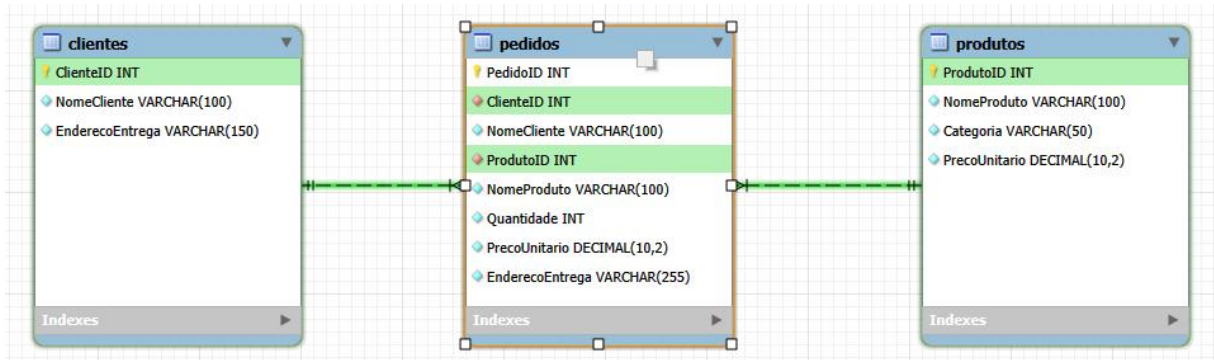 clientes
ClienteID INT
NomeCliente VARCHAR(100)
EnderecoEntrega VARCHAR(150)
Indexes
pedidos
PedidoID INT
ClienteID INT
NomeCliente VARCHAR(100)
ProdutoID INT
NomeProduto VARCHAR(100)
Quantidade INT
PrecoUnitario DECIMAL(10,2)
EnderecoEntrega VARCHAR(255)
Indexes
produtos
ProdutoID INT
NomeProduto VARCHAR(100)
Categoria VARCHAR(50)
PrecoUnitario DECIMAL(10,2)
Indexes